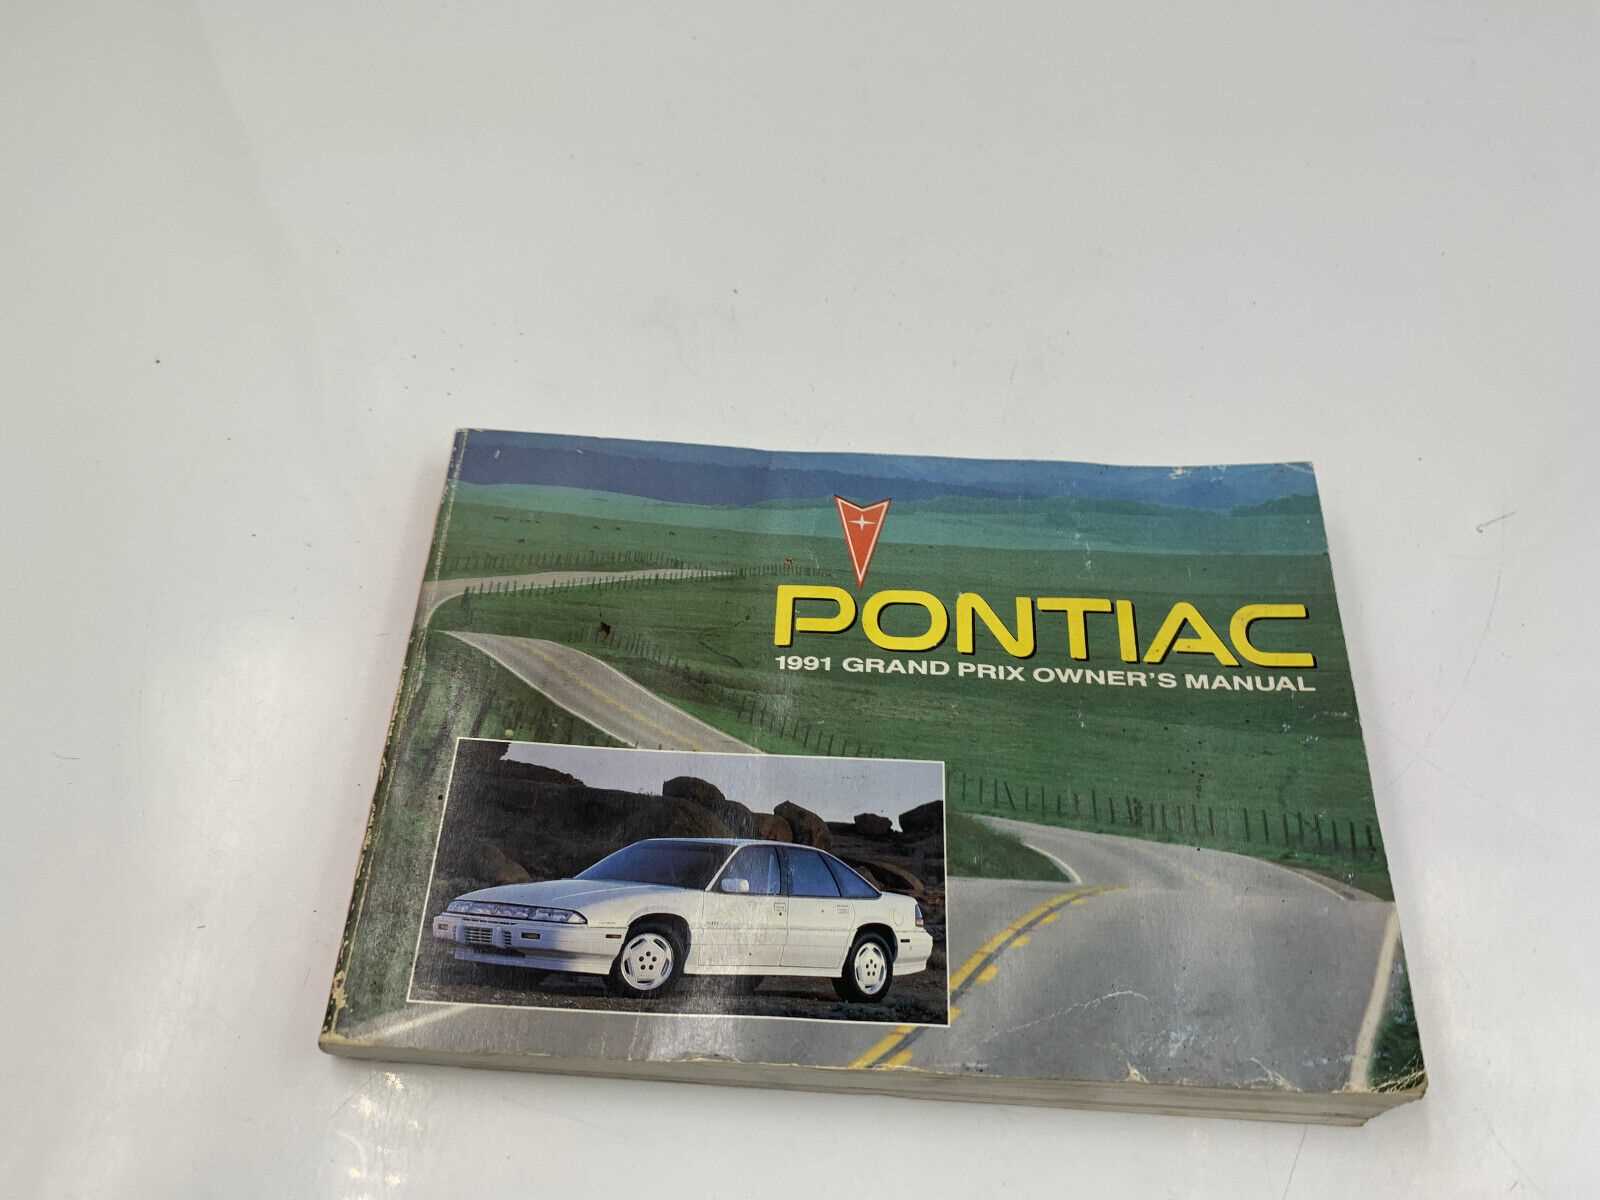 PONTIAC
1991 GRAND PRIX OWNER'S MANUAL